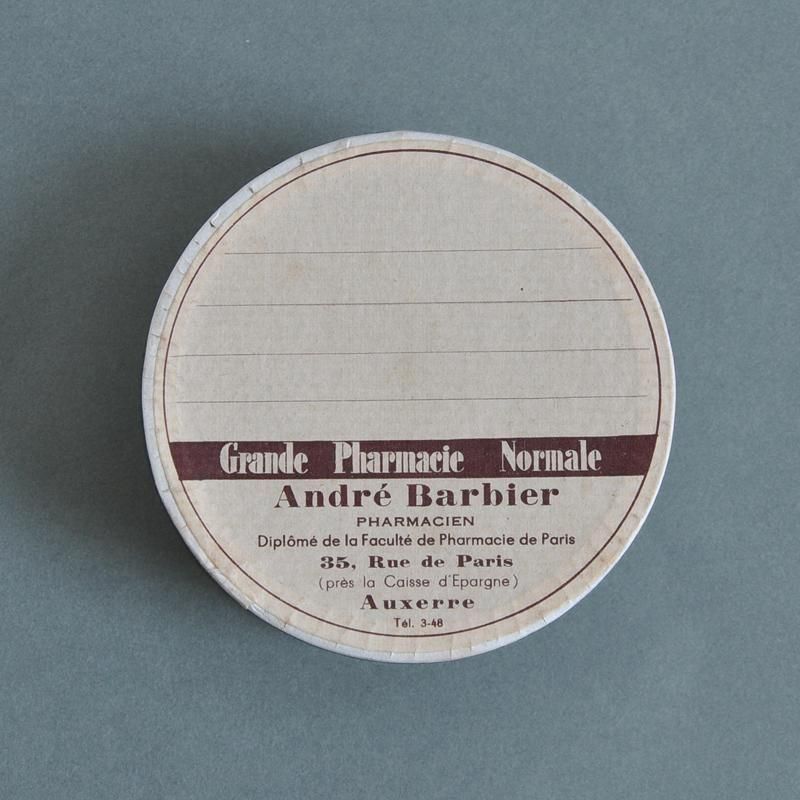 Grande Pharmacie Normale
André Barbier
PHARMACIEN
Diplômé de la Faculté de Pharmacie de Paris
35, Rue de Paris
(près la Caisse d'Epargne)
Auxerre
Tél. 3-48